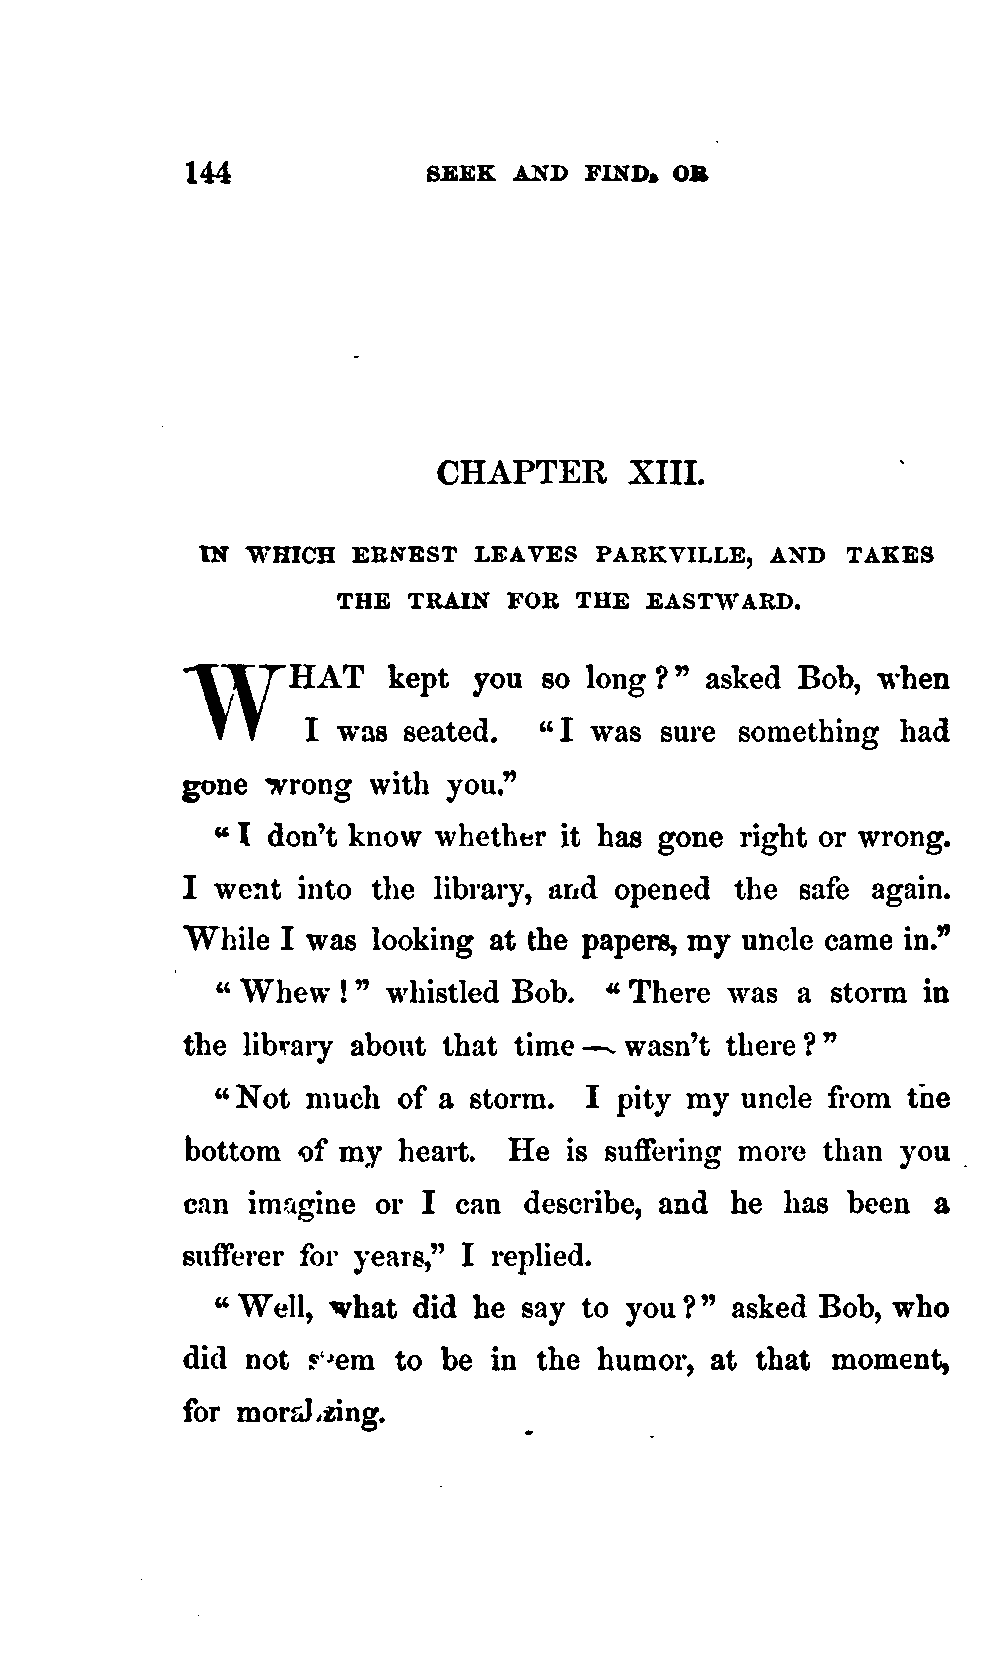 144 SEEK AND FIND, OR
CHAPTER XIII.
IN WHICH ERNEST LEAVES PARKVILLE, AND TAKES
THE TRAIN FOR THE EASTWARD.
WHAT kept you so long?" asked Bob, when
I was seated. "I was sure something had
gone wrong with you."
"I don't know whether it has gone right or wrong.
I went into the library, and opened the safe again.
While I was looking at the papers, my uncle came in."
"Whew!" whistled Bob. "There was a storm in
the library about that time — wasn't there?"
"Not much of a storm. I pity my uncle from the
bottom of my heart. He is suffering more than you
can imagine or I can describe, and he has been a
sufferer for years," I replied.
"Well, what did he say to you?" asked Bob, who
did not seem to be in the humor, at that moment,
for moralizing.